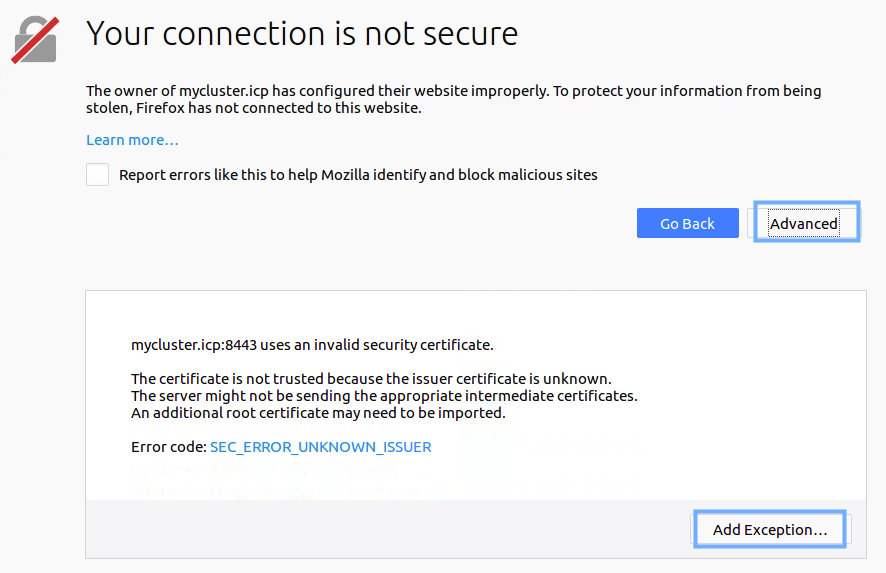 Your connection is not secure
The owner of mycluster.icp has configured their website improperly. To protect your information from being
stolen, Firefox has not connected to this website.
Learn more…
Report errors like this to help Mozilla identify and block malicious sites
Go Back
Advanced
mycluster.icp:8443 uses an invalid security certificate.
The certificate is not trusted because the issuer certificate is unknown.
The server might not be sending the appropriate intermediate certificates.
An additional root certificate may need to be imported.
Error code: SEC_ERROR_UNKNOWN_ISSUER
Add Exception…